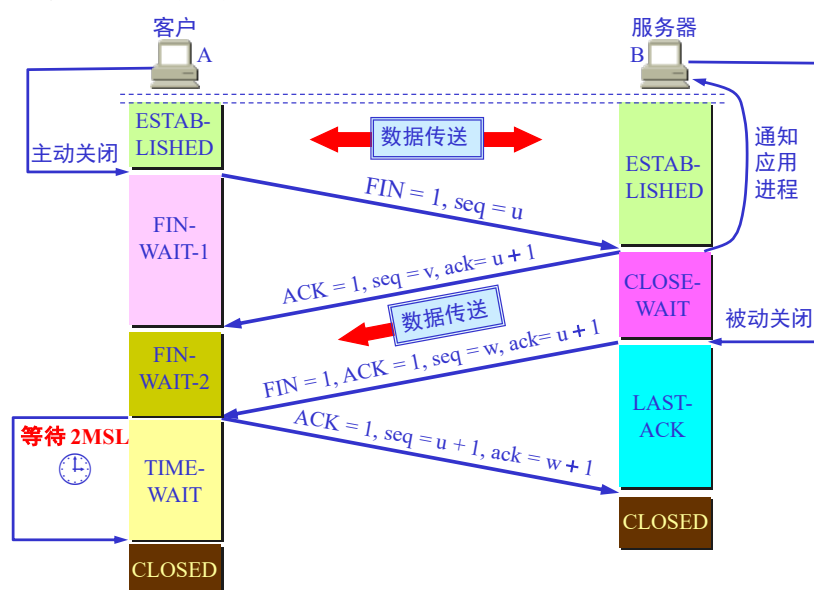 客户
A
服务器
B
ESTAB-
LISHED
数据传送
ESTAB-
LISHED
通知
应用
进程
主动关闭
FIN = 1, seq = u
FIN-
WAIT-1
ACK = 1, seq = v, ack= u + 1
CLOSE-
WAIT
数据传送
被动关闭
FIN-
WAIT-2
FIN = 1, ACK = 1, seq = w, ack= u + 1
LAST-
ACK
ACK = 1, seq = u + 1, ack = w + 1
等待 2MSL
TIME-
WAIT
CLOSED
CLOSED